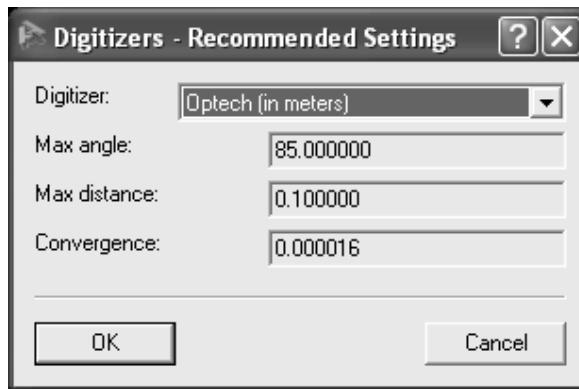 Digitizers - Recommended Settings ? X
Digitizer: Optech (in meters)
Max angle: 85.000000
Max distance: 0.100000
Convergence: 0.000016
OK Cancel